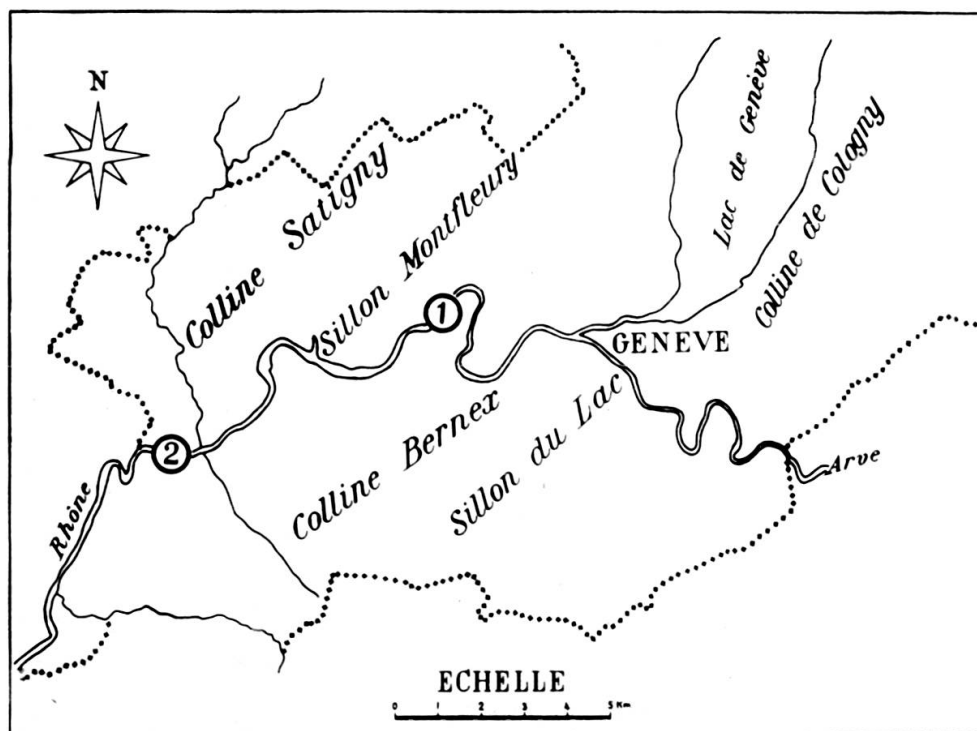 N
Colline Satigny
Sillon Montfleury
Lac de Genève
Colline de Cologny
1
GENEVE
2
Colline Bernex
Sillon du Lac
Arve
Rhône
ECHELLE
0 1 2 3 4 5 Km